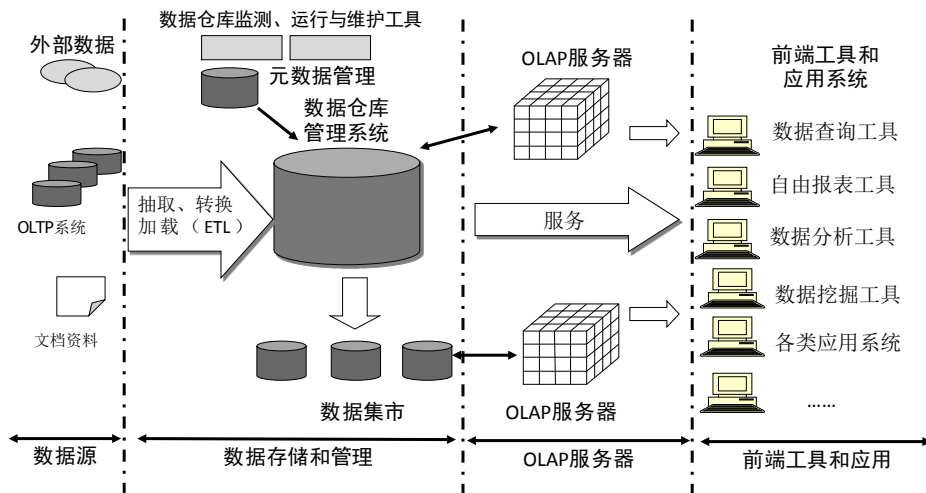 数据仓库监测、运行与维护工具
外部数据
元数据管理
数据仓库
管理系统
OLAP服务器
前端工具和
应用系统
数据查询工具
自由报表工具
数据分析工具
数据挖掘工具
各类应用系统
……
OLTP系统
抽取、转换
加载（ETL）
服务
文档资料
数据集市
OLAP服务器
数据源
数据存储和管理
OLAP服务器
前端工具和应用